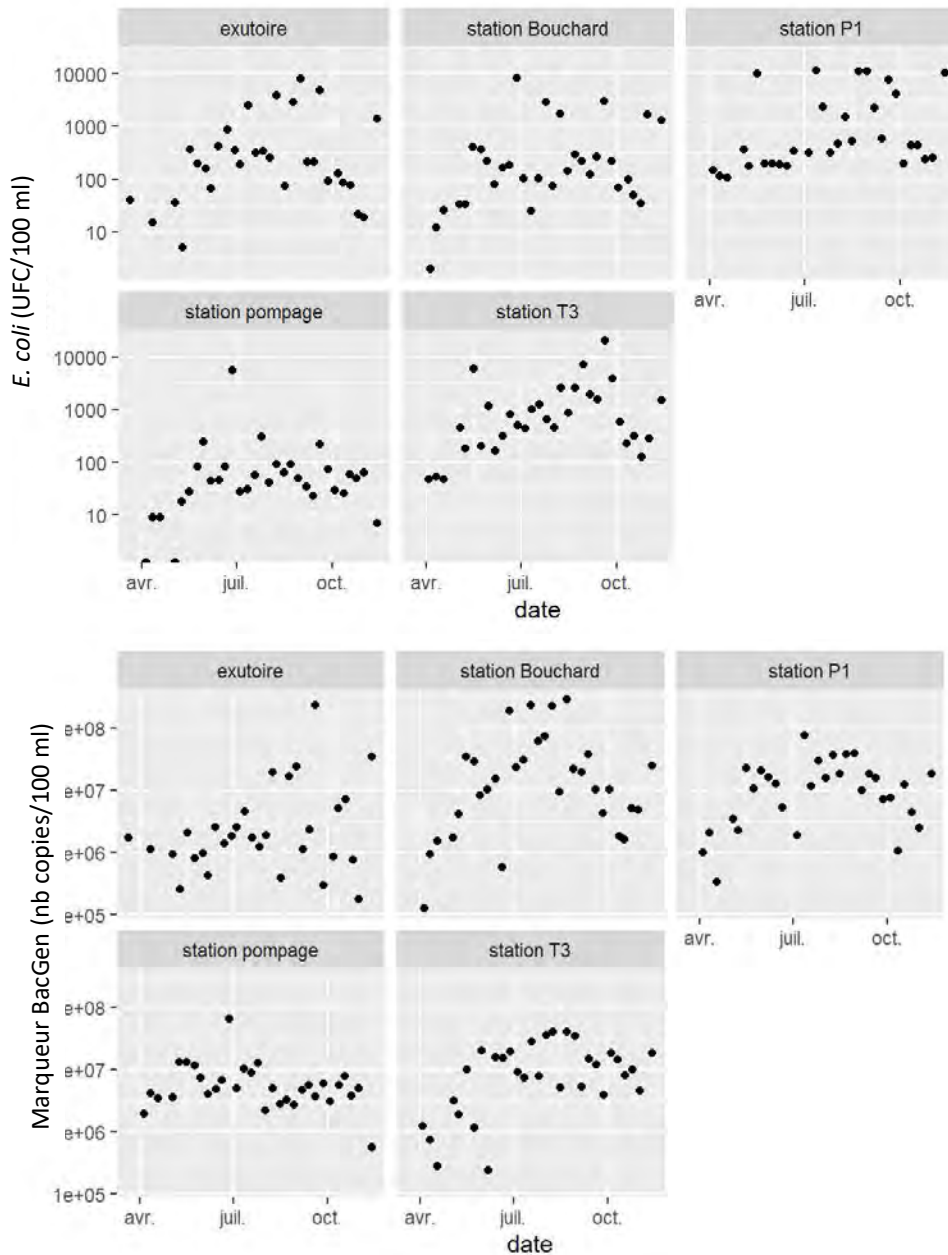 exutoire
station Bouchard
station P1
10000
1000
100
10
avr.
juil.
oct.
station pompage
station T3
10000
1000
100
10
avr.
juil.
oct.
avr.
juil.
oct.
date
E. coli (UFC/100 ml)
exutoire
station Bouchard
station P1
e+08
e+07
e+06
e+05
avr.
juil.
oct.
station pompage
station T3
e+08
e+07
e+06
1e+05
avr.
juil.
oct.
avr.
juil.
oct.
date
Marqueur BacGen (nb copies/100 ml)